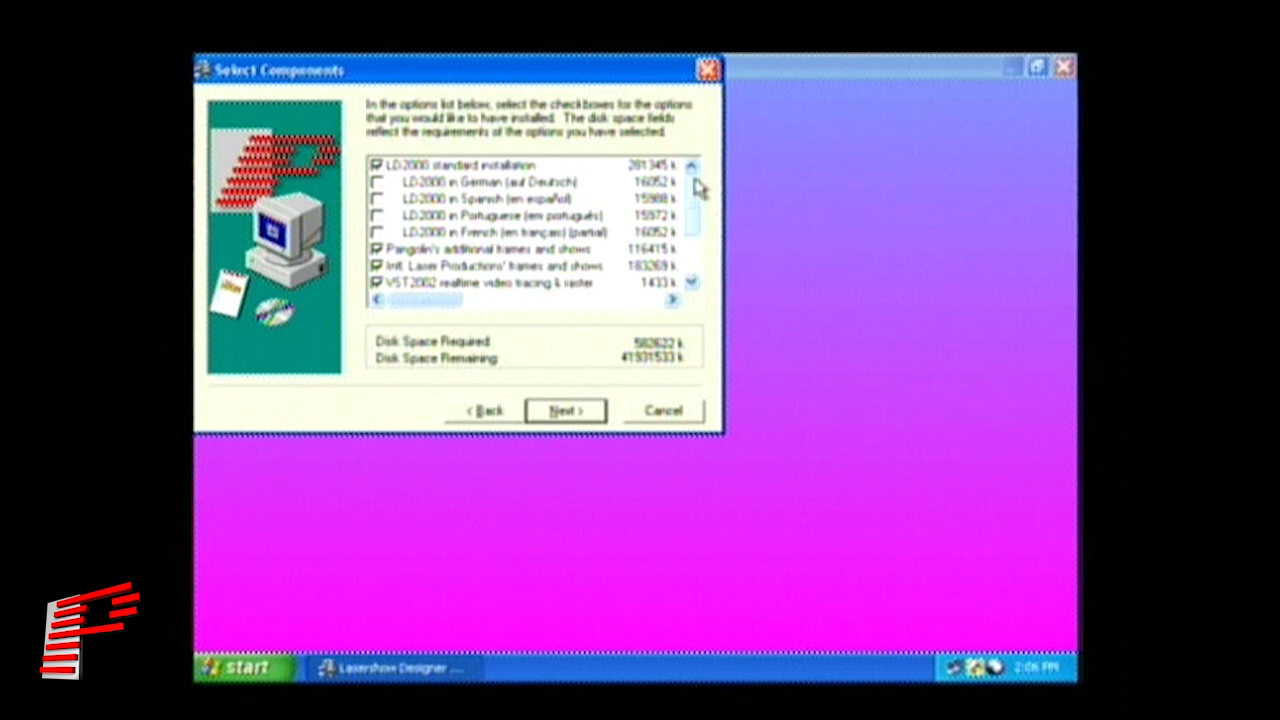 Select Components
In the options list below, select the checkboxes for the options
that you would like to have installed. The disk space fields
reflect the requirements of the options you have selected.
LD2000 standard installation 281345 k
LD2000 in German (auf Deutsch) 16052 k
LD2000 in Spanish (en español) 15988 k
LD2000 in Portuguese (em português) 15972 k
LD2000 in French (en français) (partial) 16052 k
Pangolin's additional frames and shows 116415 k
Intl. Laser Productions' frames and shows 183269 k
VST2002 realtime video tracing & raster 1433 k
Disk Space Required: 582622 k
Disk Space Remaining: 41931533 k
< Back Next > Cancel
start Lasershow Designer ... 2:06 PM